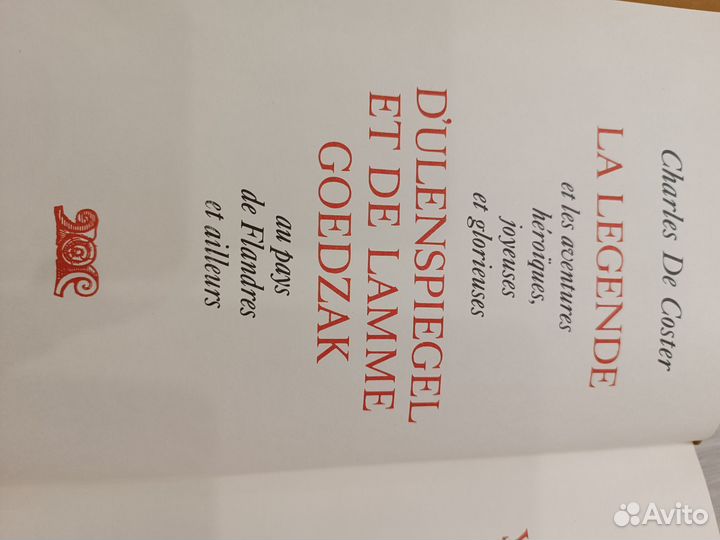 Charles De Coster
LA LEGENDE
et les aventures
héroïques,
joyeuses
et glorieuses
D'ULENSPIEGEL
ET DE LAMME
GOEDZAK
au pays
de Flandres
et ailleurs
Avito